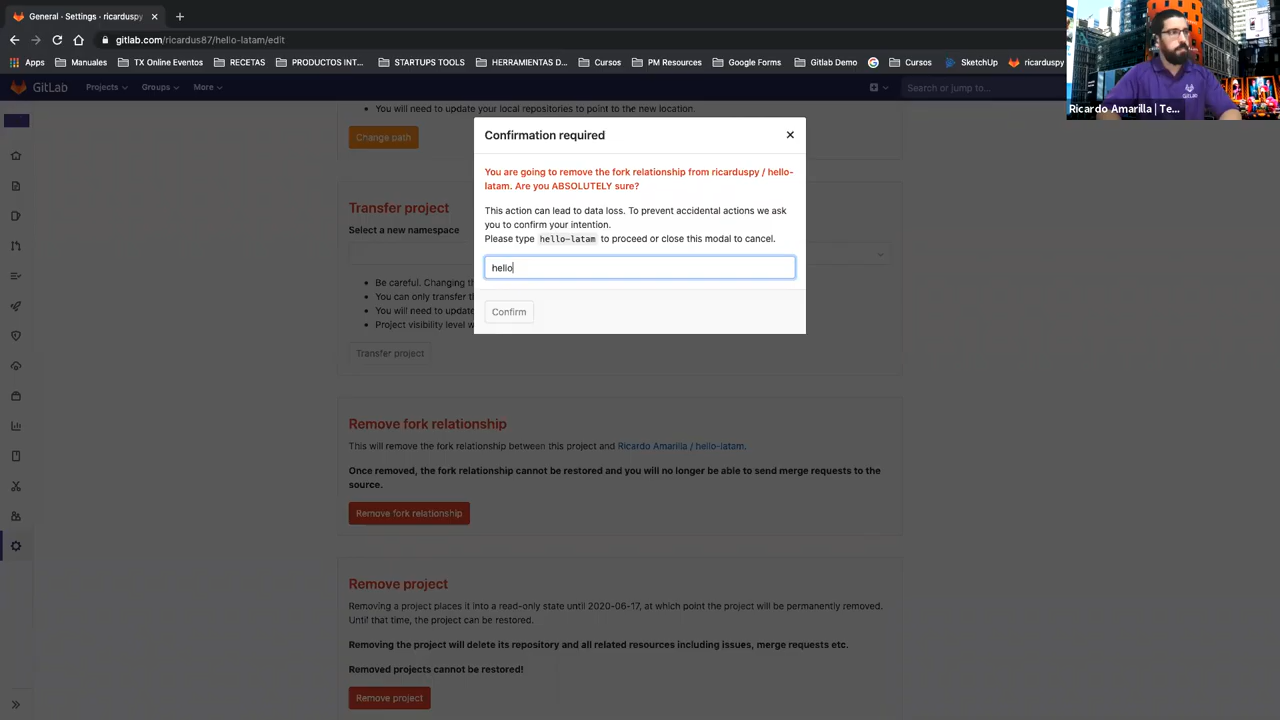 General · Settings · ricarduspy
gitlab.com/ricardus87/hello-latam/edit
Apps Manuales TX Online Eventos RECETAS PRODUCTOS INT... STARTUPS TOOLS HERRAMIENTAS D... Cursos PM Resources Google Forms Gitlab Demo Cursos SketchUp ricarduspy
GitLab Projects Groups More Search or jump to...
Ricardo Amarilla | Te...
You will need to update your local repositories to point to the new location.
Change path
Confirmation required
You are going to remove the fork relationship from ricarduspy / hello-
latam. Are you ABSOLUTELY sure?
This action can lead to data loss. To prevent accidental actions we ask
you to confirm your intention.
Please type hello-latam to proceed or close this modal to cancel.
hello
Confirm
Transfer project
Select a new namespace
Be careful. Changing th
You can only transfer th
You will need to update
Project visibility level w
Transfer project
Remove fork relationship
This will remove the fork relationship between this project and Ricardo Amarilla / hello-latam.
Once removed, the fork relationship cannot be restored and you will no longer be able to send merge requests to the
source.
Remove fork relationship
Remove project
Removing a project places it into a read-only state until 2020-06-17, at which point the project will be permanently removed.
Until that time, the project can be restored.
Removing the project will delete its repository and all related resources including issues, merge requests etc.
Removed projects cannot be restored!
Remove project